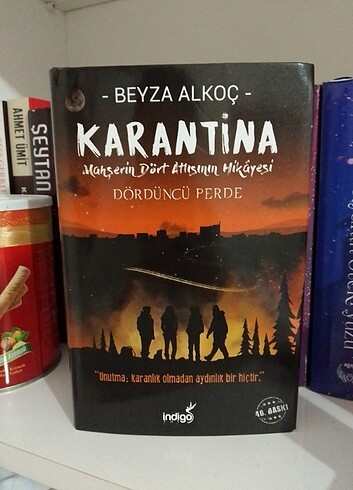 - BEYZA ALKOÇ -
KARANTİNA
Mahşerin Dört Atlısının Hikâyesi
DÖRDÜNCÜ PERDE
"Unutma; karanlık olmadan aydınlık bir hiçtir."
indigo
46. BASKI
AHMET ÜMİT
ŞEYTAN